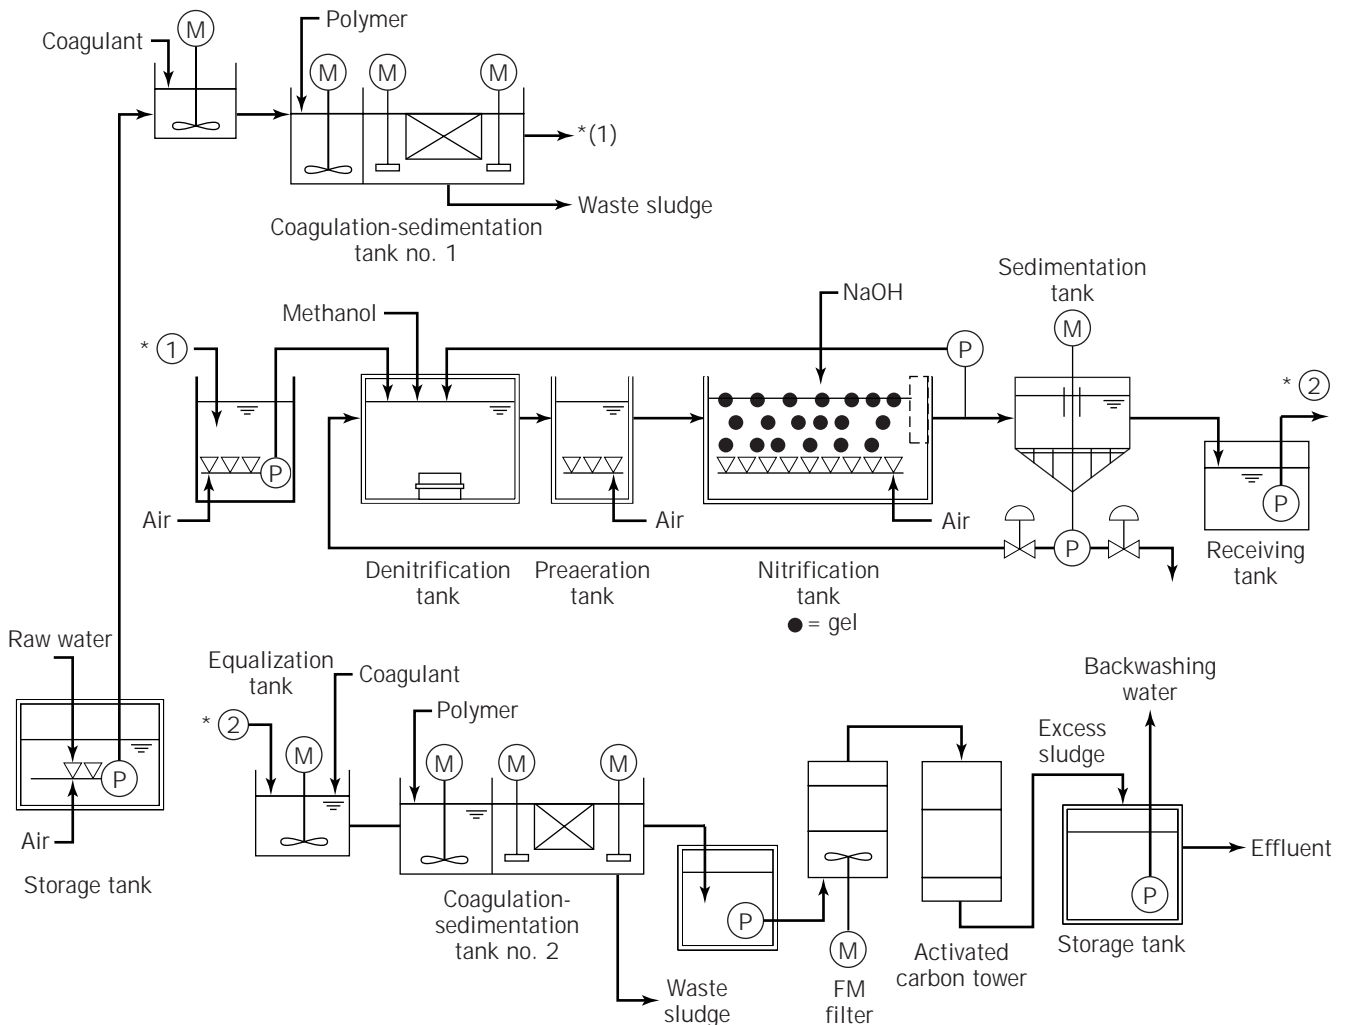 Coagulant
M
Polymer
M
M
M
*(1)
Waste sludge
Coagulation-sedimentation
tank no. 1
Sedimentation
tank
M
NaOH
Methanol
* 1
P
* 2
P
P
Air
Air
Air
P
P
Denitrification
tank
Preaeration
tank
Nitrification
tank
= gel
Receiving
tank
Raw water
P
Air
Storage tank
Equalization
tank
Coagulant
* 2
M
Polymer
M
M
M
Coagulation-
sedimentation
tank no. 2
Waste
sludge
P
M
FM
filter
Activated
carbon tower
Excess
sludge
Backwashing
water
P
Effluent
Storage tank